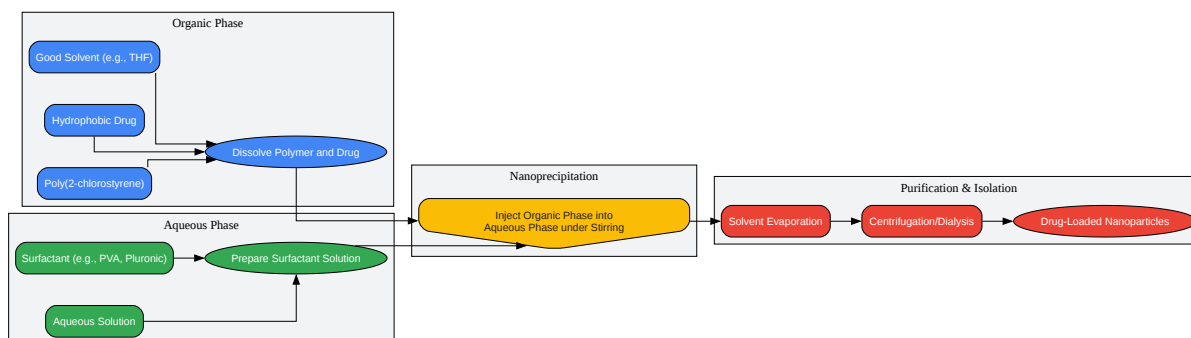 Organic Phase
Good Solvent (e.g., THF)
Hydrophobic Drug
Poly(2-chlorostyrene)
Dissolve Polymer and Drug
Aqueous Phase
Surfactant (e.g., PVA, Pluronic)
Aqueous Solution
Prepare Surfactant Solution
Nanoprecipitation
Inject Organic Phase into
Aqueous Phase under Stirring
Purification & Isolation
Solvent Evaporation
Centrifugation/Dialysis
Drug-Loaded Nanoparticles